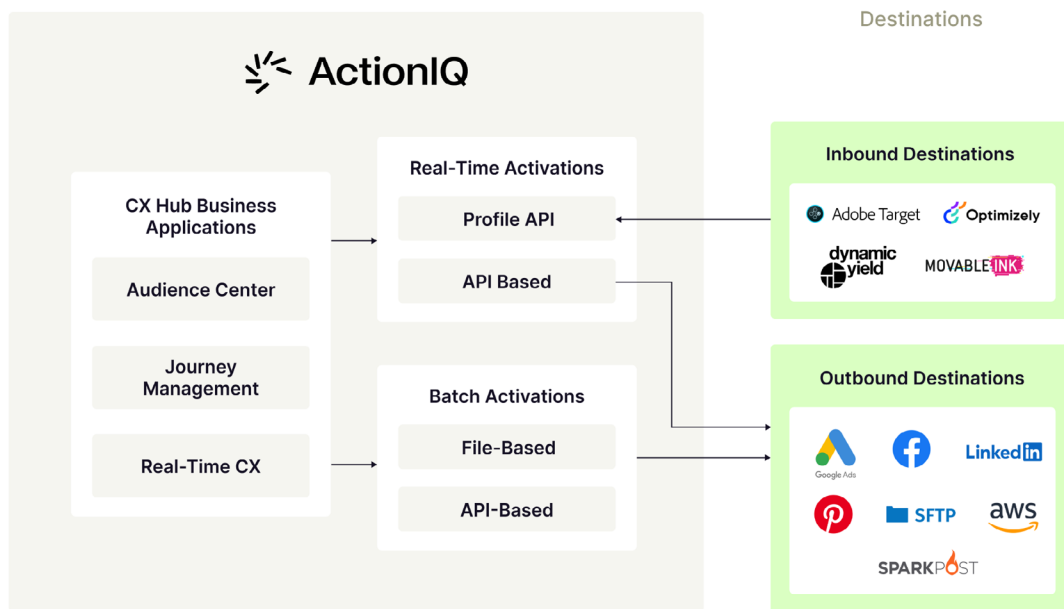 Destinations
ActionIQ
CX Hub Business
Applications
Audience Center
Journey
Management
Real-Time CX
Real-Time Activations
Profile API
API Based
Batch Activations
File-Based
API-Based
Inbound Destinations
Adobe Target
Optimizely
dynamic
yield
MOVABLE INK
Outbound Destinations
Google Ads
LinkedIn
SFTP
aws
SPARKPOST